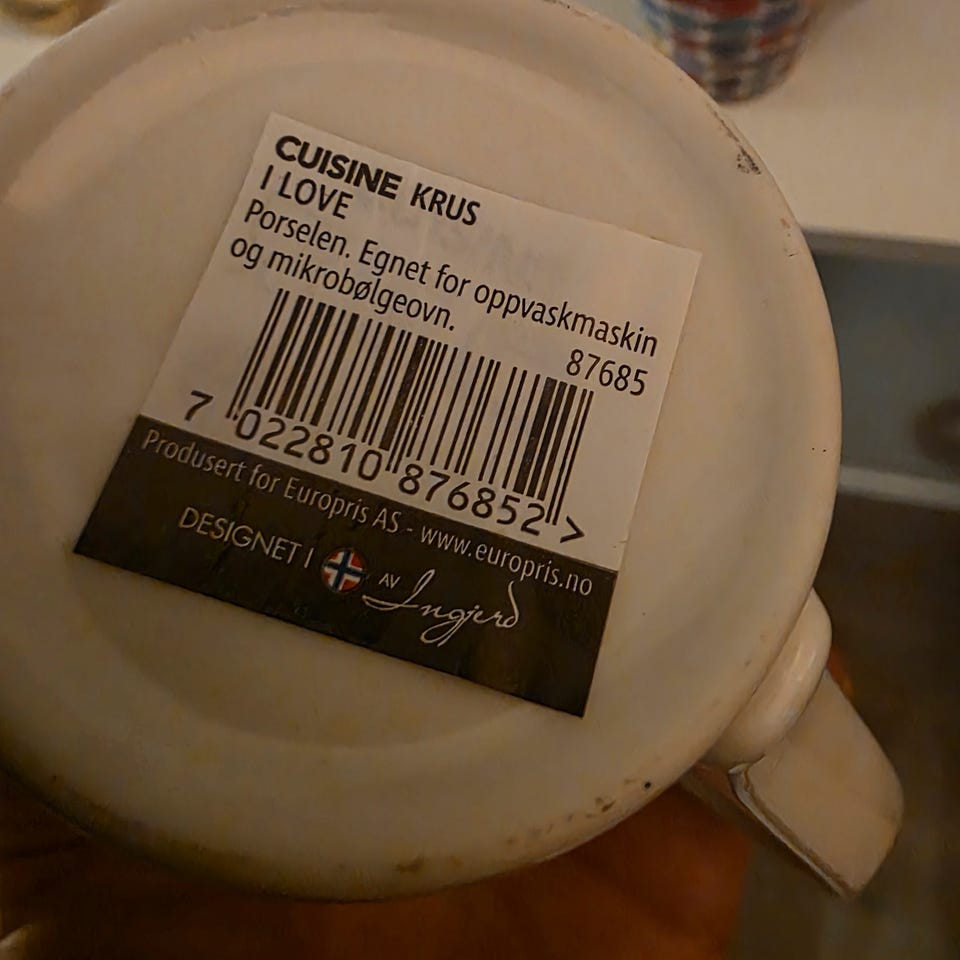 CUISINE KRUS
I LOVE
Porselen. Egnet for oppvaskmaskin
og mikrobølgeovn.
87685
7 022810 876852 >
Produsert for Europris AS - www.europris.no
DESIGNET I AV Ingjerd